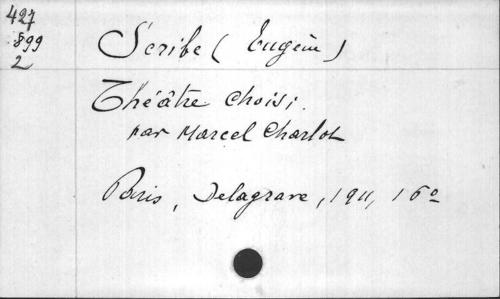 427
899
2
Scribe (Eugène)
Théâtre choisi.
par Marcel Charlot
Paris, Delagrave, 1911, 16º